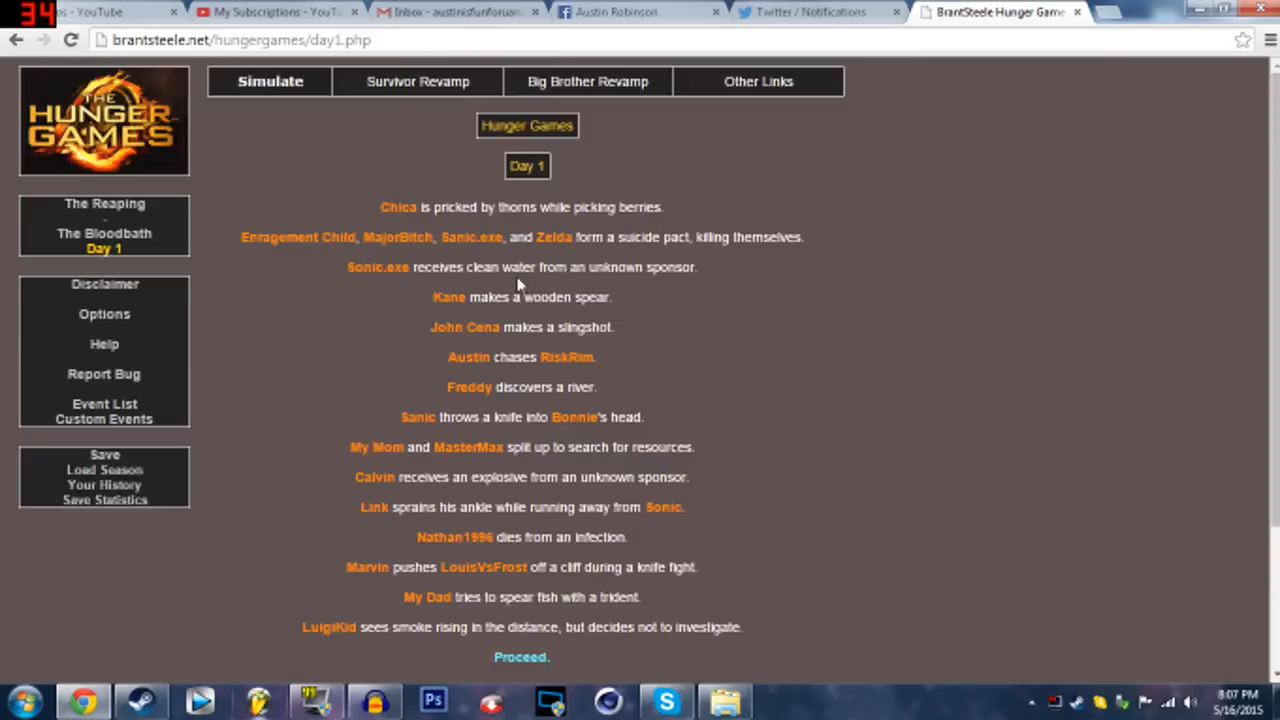 34
s - YouTube
My Subscriptions - YouT
Inbox - austinisfunforuan
Austin Robinson
Twitter / Notifications
BrantSteele Hunger Game
brantsteele.net/hungergames/day1.php
THE HUNGER GAMES
Simulate
Survivor Revamp
Big Brother Revamp
Other Links
Hunger Games
Day 1
The Reaping
-
The Bloodbath
Day 1
Disclaimer
Options
Help
Report Bug
Event List
Custom Events
Save
Load Season
Your History
Save Statistics
Chica is pricked by thorns while picking berries.
Enragement Child, MajorBitch, Sanic.exe, and Zelda form a suicide pact, killing themselves.
Sonic.exe receives clean water from an unknown sponsor.
Kane makes a wooden spear.
John Cena makes a slingshot.
Austin chases RiskRim.
Freddy discovers a river.
Sanic throws a knife into Bonnie's head.
My Mom and MasterMax split up to search for resources.
Calvin receives an explosive from an unknown sponsor.
Link sprains his ankle while running away from Sonic.
Nathan1996 dies from an infection.
Marvin pushes LouisVsFrost off a cliff during a knife fight.
My Dad tries to spear fish with a trident.
LuigiKid sees smoke rising in the distance, but decides not to investigate.
Proceed.
Ps
8:07 PM
5/16/2015